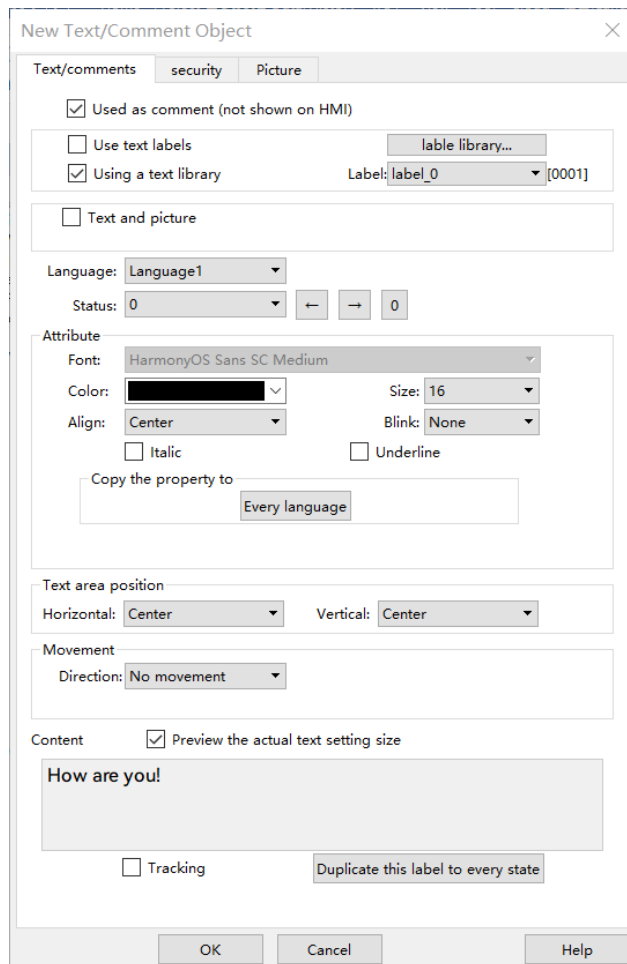 New Text/Comment Object
Text/comments security Picture
Used as comment (not shown on HMI)
Use text labels lable library...
Using a text library Label: label_0 [0001]
Text and picture
Language: Language1
Status: 0 ← → 0
Attribute
Font: HarmonyOS Sans SC Medium
Color: Size: 16
Align: Center Blink: None
Italic Underline
Copy the property to
Every language
Text area position
Horizontal: Center Vertical: Center
Movement
Direction: No movement
Content Preview the actual text setting size
How are you!
Tracking Duplicate this label to every state
OK Cancel Help